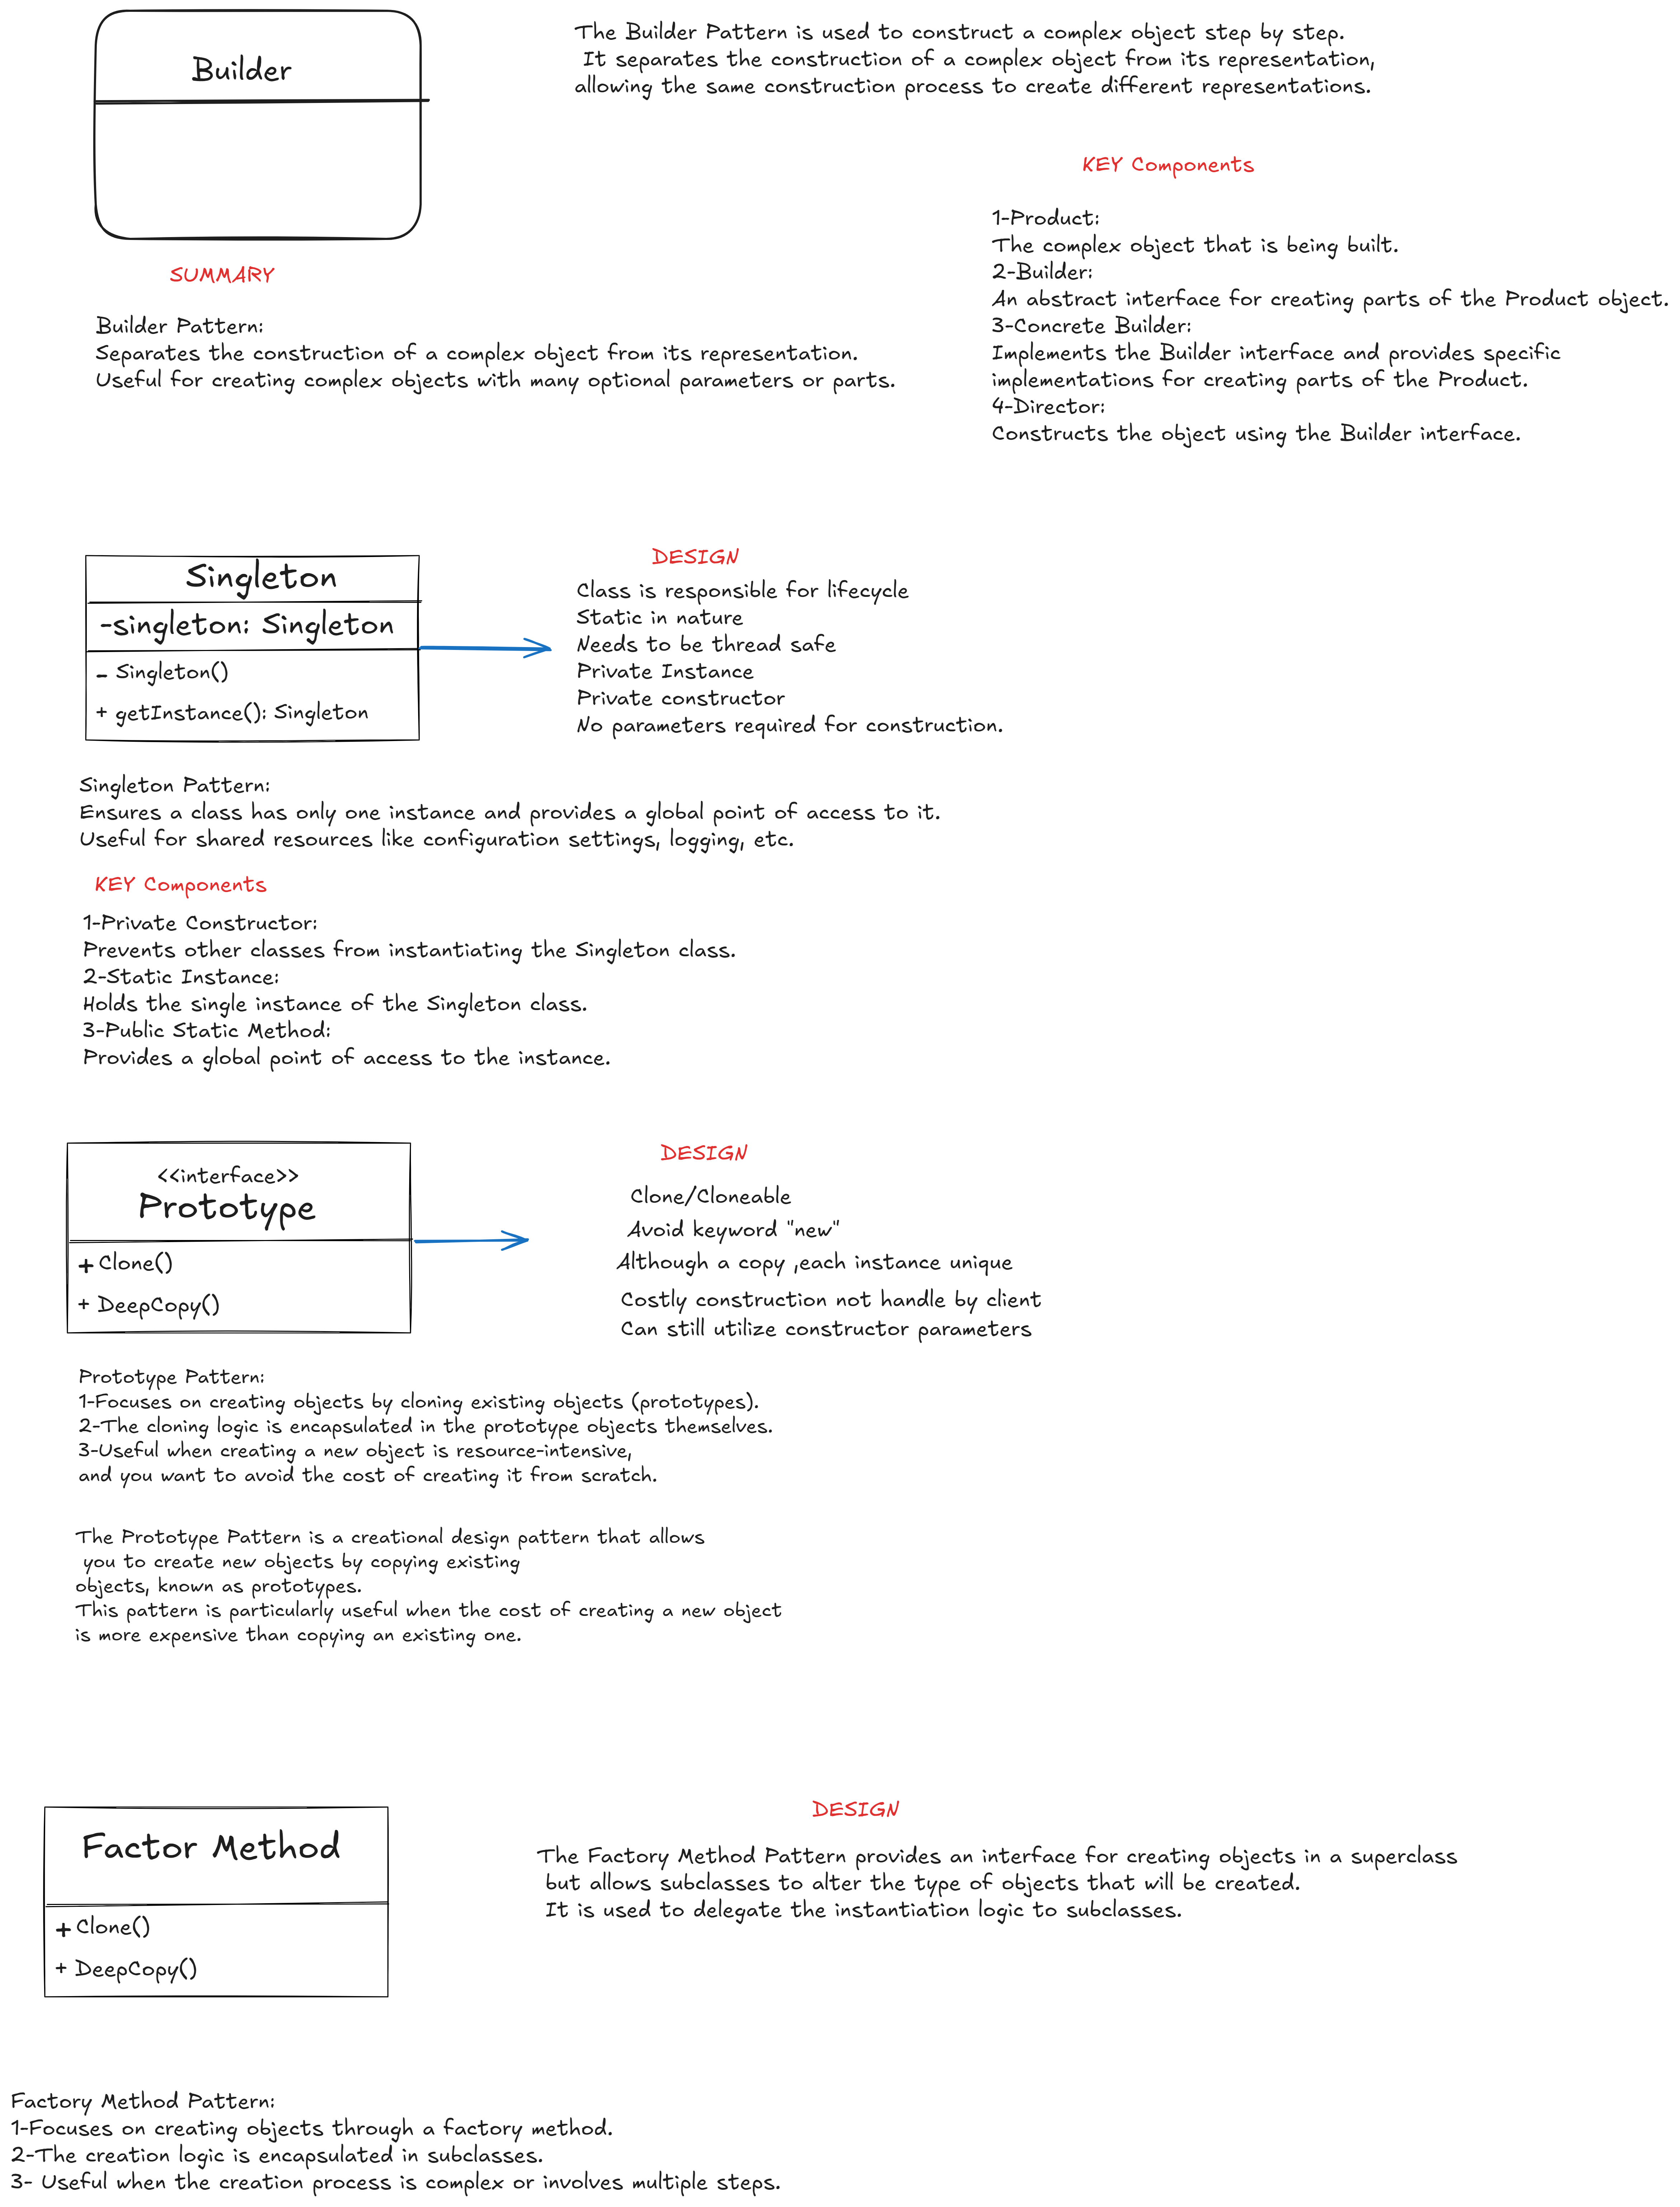 Builder
The Builder Pattern is used to construct a complex object step by step.
It separates the construction of a complex object from its representation,
allowing the same construction process to create different representations.
KEY Components
1-Product:
The complex object that is being built.
2-Builder:
An abstract interface for creating parts of the Product object.
3-Concrete Builder:
Implements the Builder interface and provides specific
implementations for creating parts of the Product.
4-Director:
Constructs the object using the Builder interface.
SUMMARY
Builder Pattern:
Separates the construction of a complex object from its representation.
Useful for creating complex objects with many optional parameters or parts.
Singleton
-singleton: Singleton
- Singleton()
+ getInstance(): Singleton
DESIGN
Class is responsible for lifecycle
Static in nature
Needs to be thread safe
Private Instance
Private constructor
No parameters required for construction.
Singleton Pattern:
Ensures a class has only one instance and provides a global point of access to it.
Useful for shared resources like configuration settings, logging, etc.
KEY Components
1-Private Constructor:
Prevents other classes from instantiating the Singleton class.
2-Static Instance:
Holds the single instance of the Singleton class.
3-Public Static Method:
Provides a global point of access to the instance.
<<interface>>
Prototype
+ Clone()
+ DeepCopy()
DESIGN
Clone/Cloneable
Avoid keyword "new"
Although a copy ,each instance unique
Costly construction not handle by client
Can still utilize constructor parameters
Prototype Pattern:
1-Focuses on creating objects by cloning existing objects (prototypes).
2-The cloning logic is encapsulated in the prototype objects themselves.
3-Useful when creating a new object is resource-intensive,
and you want to avoid the cost of creating it from scratch.
The Prototype Pattern is a creational design pattern that allows
you to create new objects by copying existing
objects, known as prototypes.
This pattern is particularly useful when the cost of creating a new object
is more expensive than copying an existing one.
Factor Method
+ Clone()
+ DeepCopy()
DESIGN
The Factory Method Pattern provides an interface for creating objects in a superclass
but allows subclasses to alter the type of objects that will be created.
It is used to delegate the instantiation logic to subclasses.
Factory Method Pattern:
1-Focuses on creating objects through a factory method.
2-The creation logic is encapsulated in subclasses.
3- Useful when the creation process is complex or involves multiple steps.